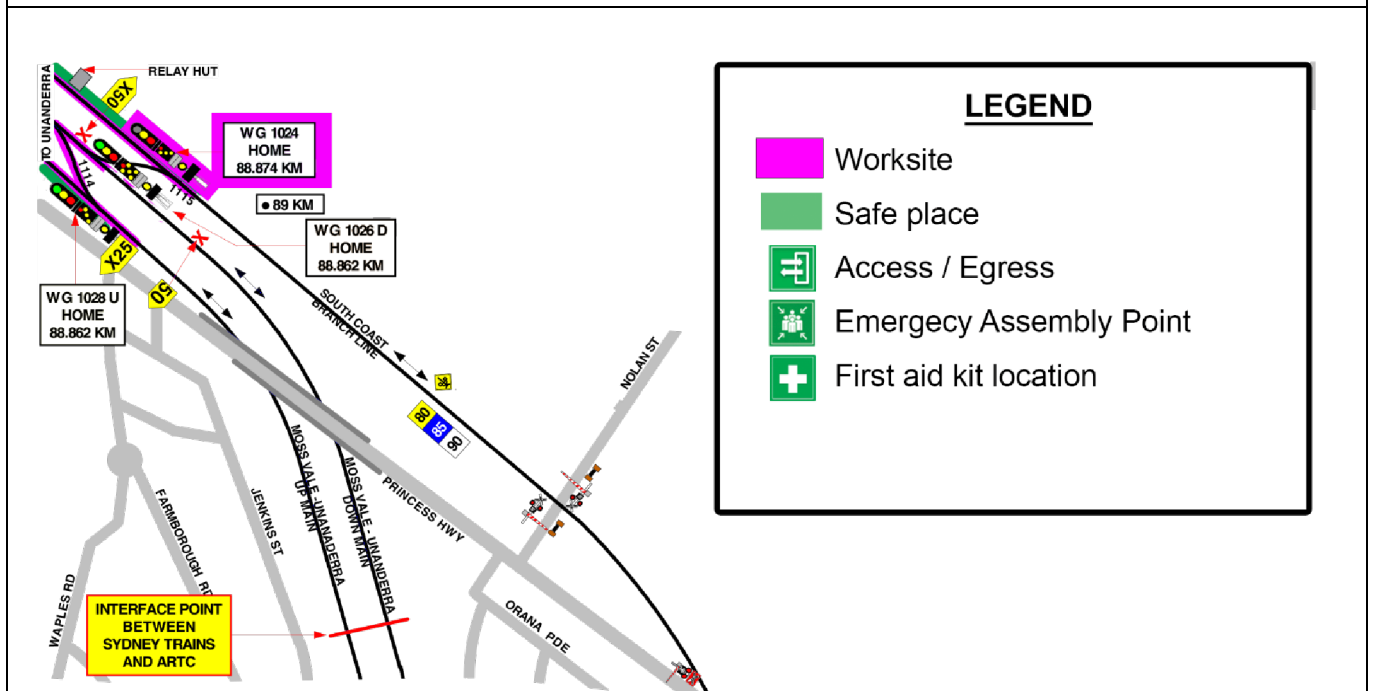 TO UNANDERRA
RELAY HUT
X50
WG 1024
HOME
88.874 KM
1114
1115
89 KM
WG 1026 D
HOME
88.862 KM
X25
50
WG 1028 U
HOME
88.862 KM
SOUTH COAST
BRANCH LINE
NOLAN ST
80
85
90
MOSS VALE -UNANADERRA
UP MAIN
MOSS VALE - UNANDERRA
DOWN MAIN
PRINCESS HWY
JENKINS ST
FARMBOROUGH RD
WAPLES RD
ORANA PDE
INTERFACE POINT
BETWEEN
SYDNEY TRAINS
AND ARTC
LEGEND
Worksite
Safe place
Access / Egress
Emergecy Assembly Point
First aid kit location